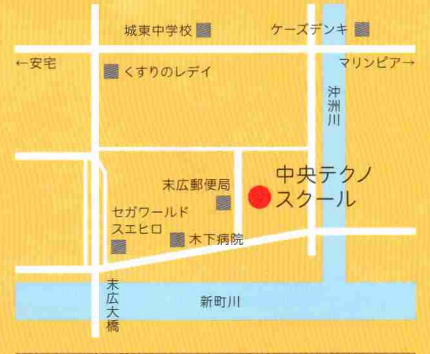 城東中学校
ケーズデンキ
←安宅
くすりのレデイ
マリンピア→
沖洲川
中央テクノ
スクール
末広郵便局
セガワールド
スエヒロ
木下病院
末広大橋
新町川